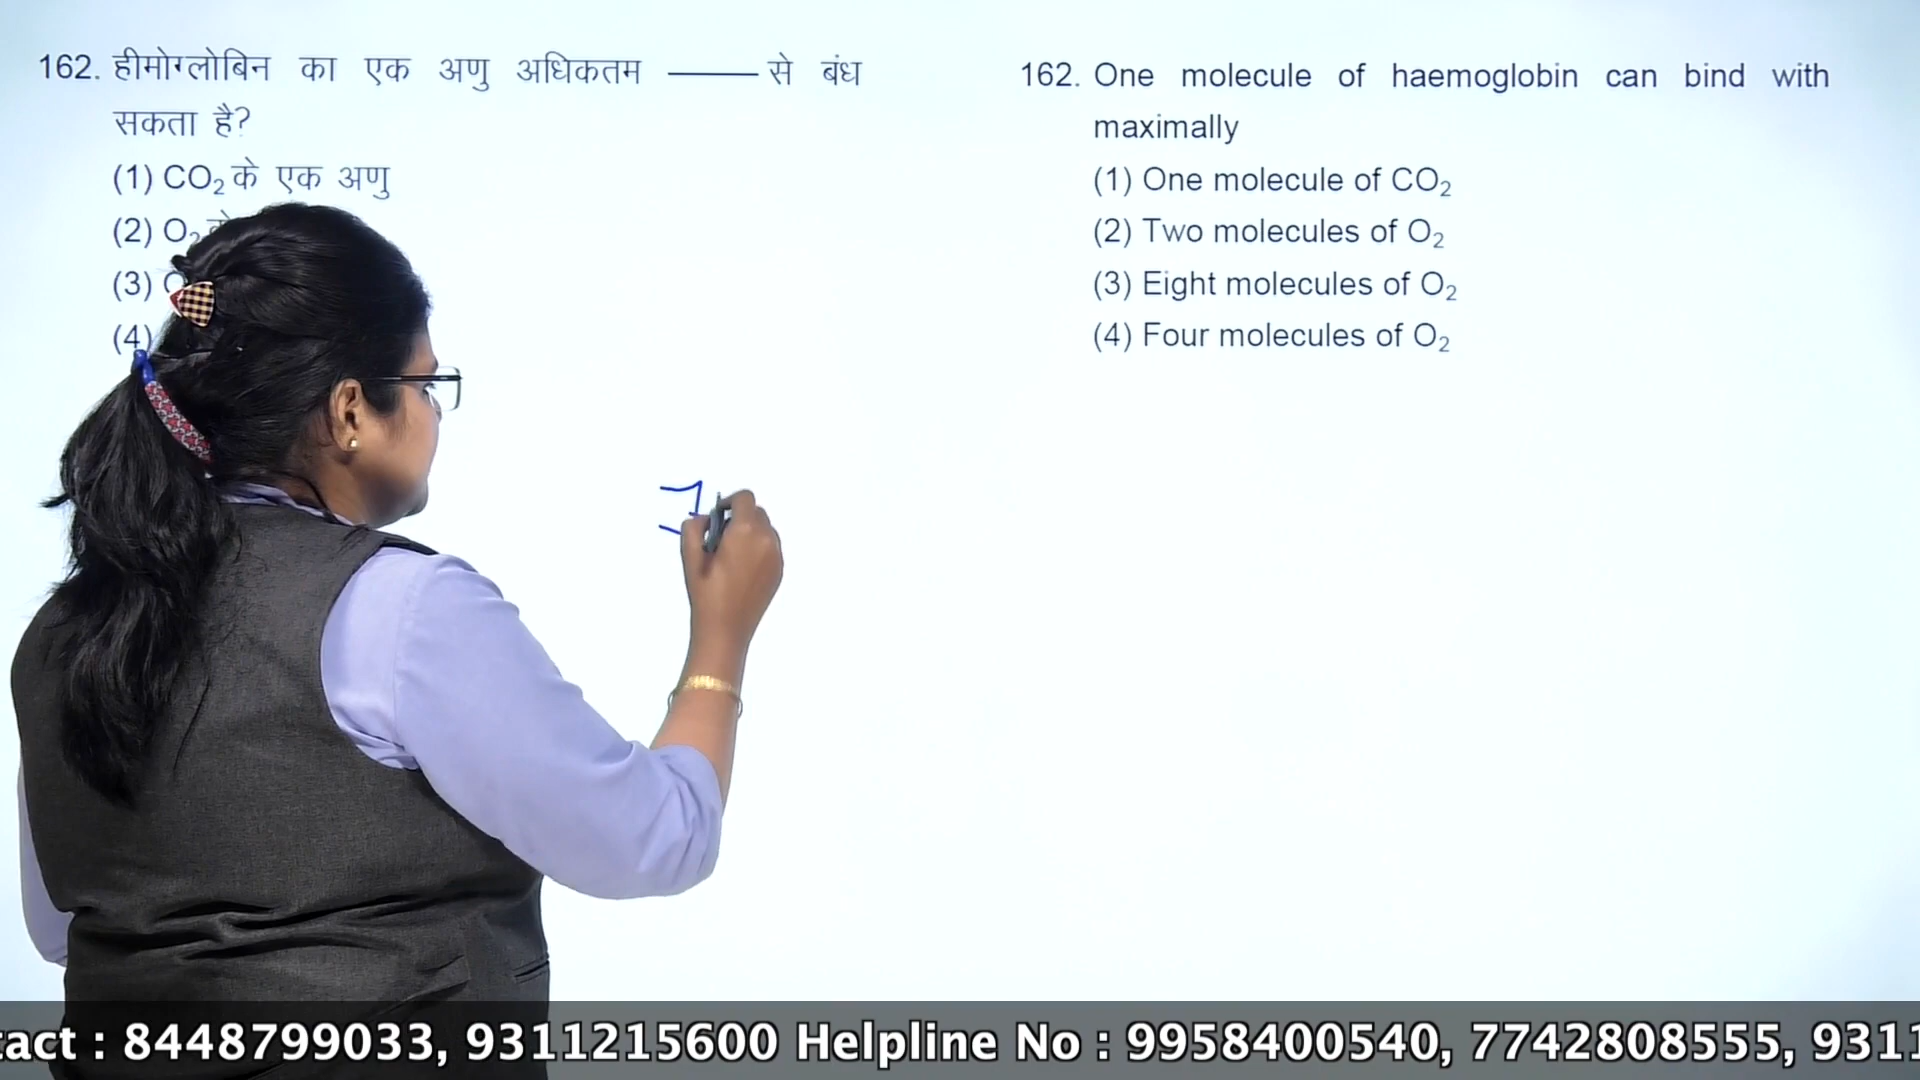 162. हीमोग्लोबिन का एक अणु अधिकतम ——— से बंध
सकता है?
(1) CO₂ के एक अणु
(2) O₂
(3)
(4)
162. One molecule of haemoglobin can bind with
maximally
(1) One molecule of CO₂
(2) Two molecules of O₂
(3) Eight molecules of O₂
(4) Four molecules of O₂
tact : 8448799033, 9311215600 Helpline No : 9958400540, 7742808555, 9311